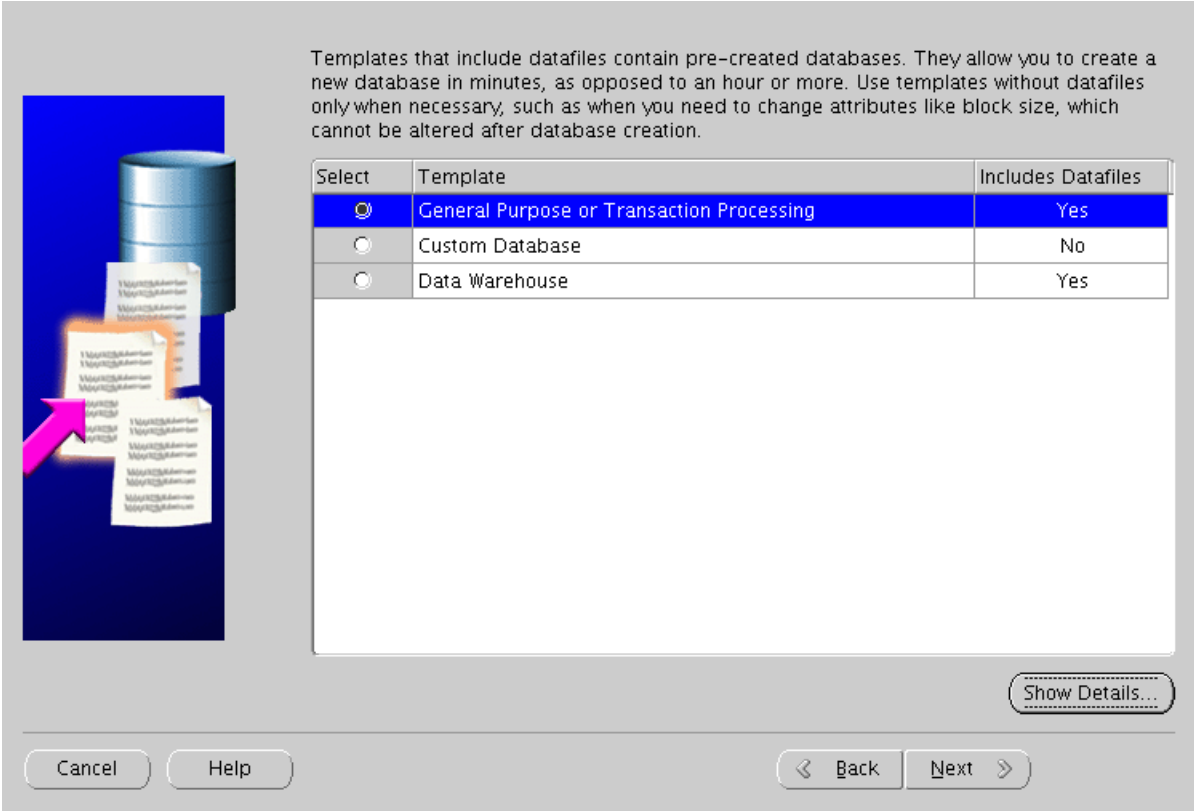 Templates that include datafiles contain pre-created databases. They allow you to create a
new database in minutes, as opposed to an hour or more. Use templates without datafiles
only when necessary, such as when you need to change attributes like block size, which
cannot be altered after database creation.
Select Template Includes Datafiles
General Purpose or Transaction Processing Yes
Custom Database No
Data Warehouse Yes
Show Details...
Cancel Help Back Next